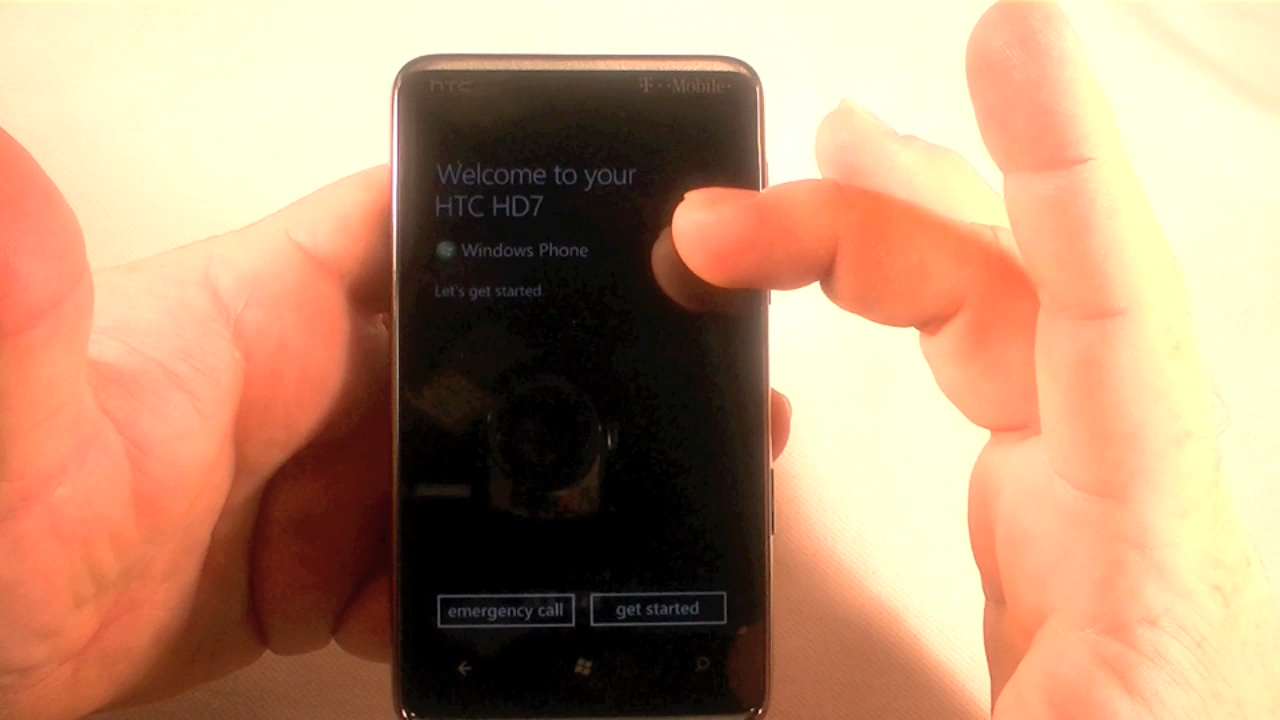 hTC T··Mobile·
Welcome to your
HTC HD7
Windows Phone
Let's get started.
emergency call get started